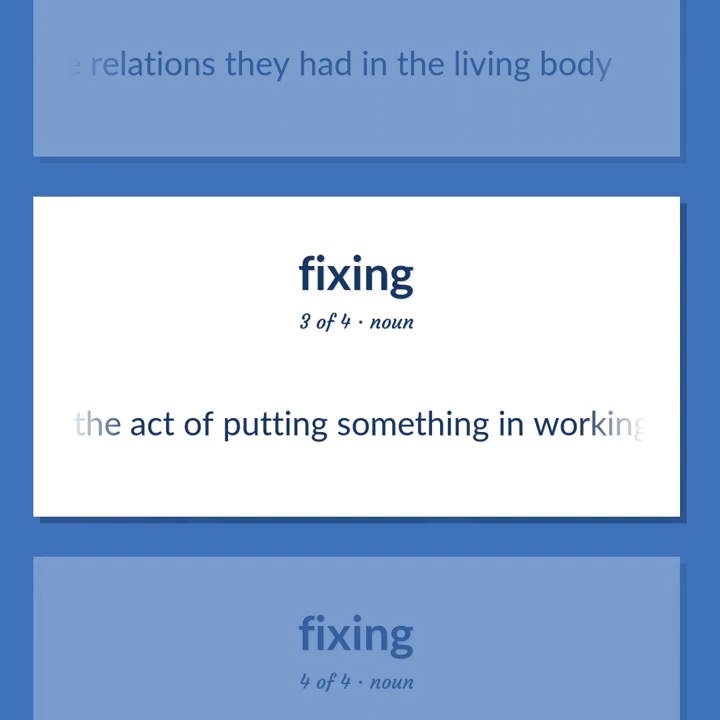 relations they had in the living body
fixing
3 of 4 · noun
the act of putting something in working
fixing
4 of 4 · noun